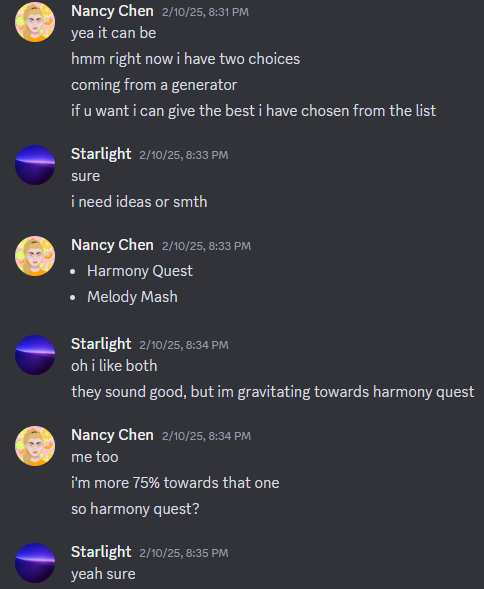 Nancy Chen 2/10/25, 8:31 PM
yea it can be
hmm right now i have two choices
coming from a generator
if u want i can give the best i have chosen from the list
Starlight 2/10/25, 8:33 PM
sure
i need ideas or smth
Nancy Chen 2/10/25, 8:33 PM
• Harmony Quest
• Melody Mash
Starlight 2/10/25, 8:34 PM
oh i like both
they sound good, but im gravitating towards harmony quest
Nancy Chen 2/10/25, 8:34 PM
me too
i'm more 75% towards that one
so harmony quest?
Starlight 2/10/25, 8:35 PM
yeah sure